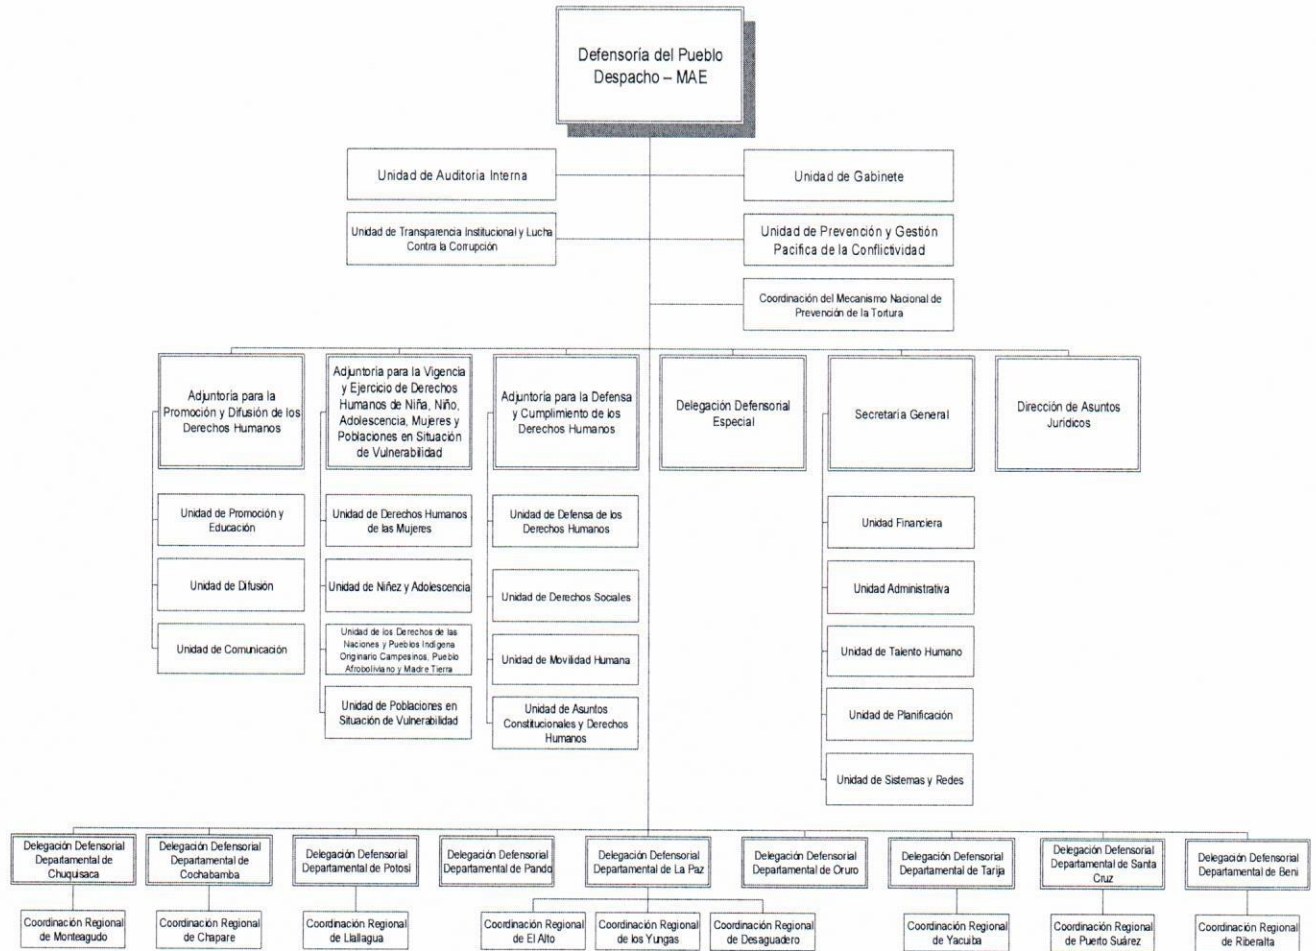 Defensoría del Pueblo
Despacho – MAE
Unidad de Auditoria Interna
Unidad de Gabinete
Unidad de Transparencia Institucional y Lucha
Contra la Corrupción
Unidad de Prevención y Gestión
Pacifica de la Conflictividad
Coordinación del Mecanismo Nacional de
Prevención de la Tortura
Adjuntoría para la
Promoción y Difusión de los
Derechos Humanos
Adjuntoría para la Vigencia
y Ejercicio de Derechos
Humanos de Niña, Niño,
Adolescencia, Mujeres y
Poblaciones en Situación
de Vulnerabilidad
Adjuntoría para la Defensa
y Cumplimiento de los
Derechos Humanos
Delegación Defensorial
Especial
Secretaría General
Dirección de Asuntos
Jurídicos
Unidad de Promoción y
Educación
Unidad de Difusión
Unidad de Comunicación
Unidad de Derechos Humanos
de las Mujeres
Unidad de Niñez y Adolescencia
Unidad de los Derechos de las
Naciones y Pueblos Indígena
Originario Campesinos, Pueblo
Afroboliviano y Madre Tierra
Unidad de Poblaciones en
Situación de Vulnerabilidad
Unidad de Defensa de los
Derechos Humanos
Unidad de Derechos Sociales
Unidad de Movilidad Humana
Unidad de Asuntos
Constitucionales y Derechos
Humanos
Unidad Financiera
Unidad Administrativa
Unidad de Talento Humano
Unidad de Planificación
Unidad de Sistemas y Redes
Delegación Defensorial
Departamental de
Chuquisaca
Delegación Defensorial
Departamental de
Cochabamba
Delegación Defensorial
Departamental de Potosí
Delegación Defensorial
Departamental de Pando
Delegación Defensorial
Departamental de La Paz
Delegación Defensorial
Departamental de Oruro
Delegación Defensorial
Departamental de Tarija
Delegación Defensorial
Departamental de Santa
Cruz
Delegación Defensorial
Departamental de Beni
Coordinación Regional
de Monteagudo
Coordinación Regional
de Chapare
Coordinación Regional
de Llallagua
Coordinación Regional
de El Alto
Coordinación Regional
de los Yungas
Coordinación Regional
de Desaguadero
Coordinación Regional
de Yacuiba
Coordinación Regional
de Puerto Suárez
Coordinación Regional
de Riberalta